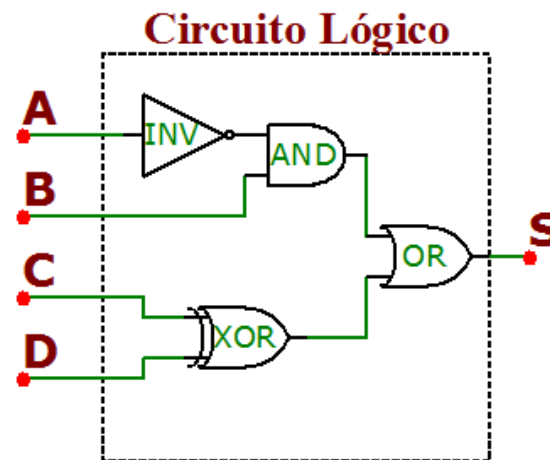 Circuito Lógico
A
INV
AND
B
S
OR
C
XOR
D